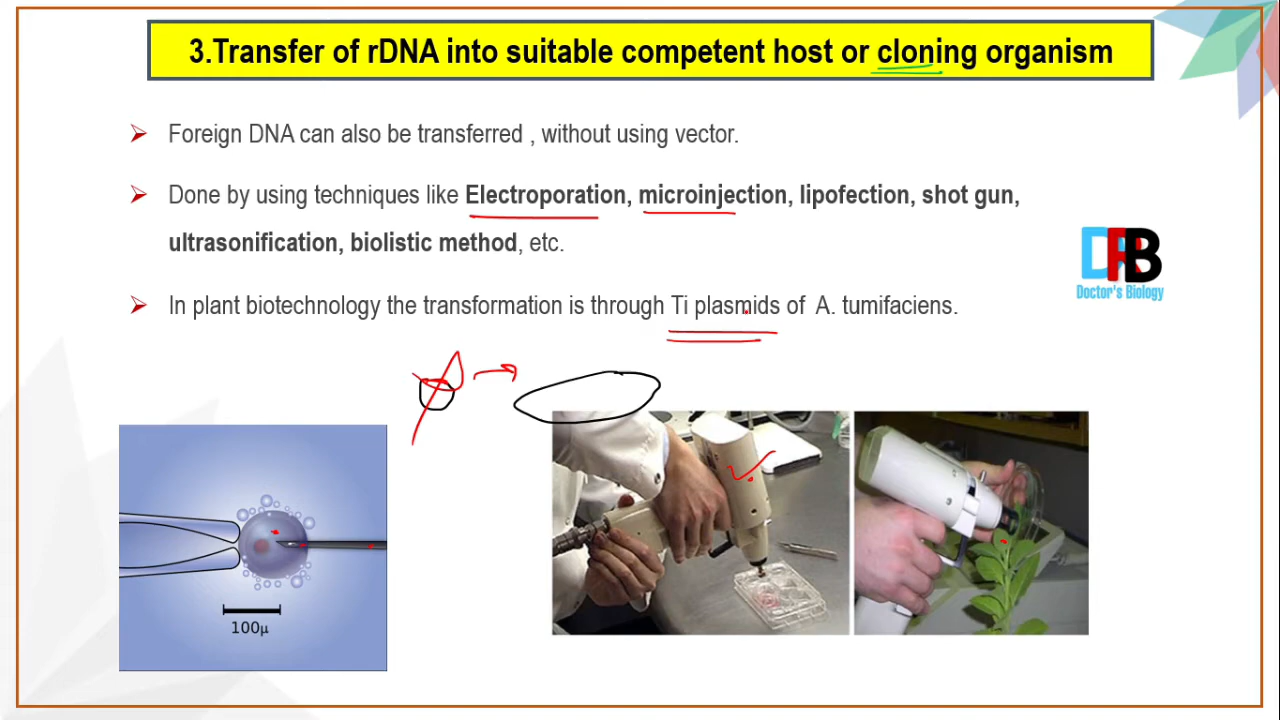 3.Transfer of rDNA into suitable competent host or cloning organism
Foreign DNA can also be transferred , without using vector.
Done by using techniques like Electroporation, microinjection, lipofection, shot gun,
ultrasonification, biolistic method, etc.
In plant biotechnology the transformation is through Ti plasmids of A. tumifaciens.
DRB
Doctor's Biology
100µ